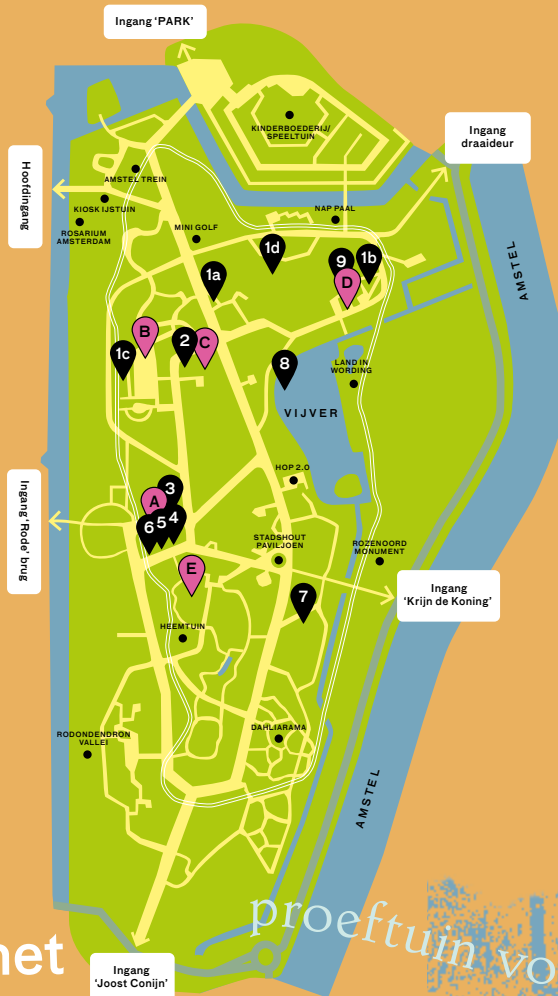 Ingang ‘PARK’
KINDERBOEDERIJ/
SPEELTUIN
Ingang
draaideur
Hoofdingang
AMSTEL TREIN
KIOSK IJSTUIN
ROSARIUM
AMSTERDAM
MINI GOLF
NAP PAAL
AMSTEL
1d
9
1b
1a
D
B
2
C
1c
8
LAND IN
WORDING
VIJVER
HOP 2.0
3
A
6
5
4
Ingang ‘Rode’ brug
STADSHOUT
PAVILJOEN
ROZENOORD
MONUMENT
E
Ingang
‘Krijn de Koning’
7
HEEMTUIN
DAHLIARAMA
RODONDENDRON
VALLEI
AMSTEL
proeftuin vo
net
Ingang
‘Joost Conijn’